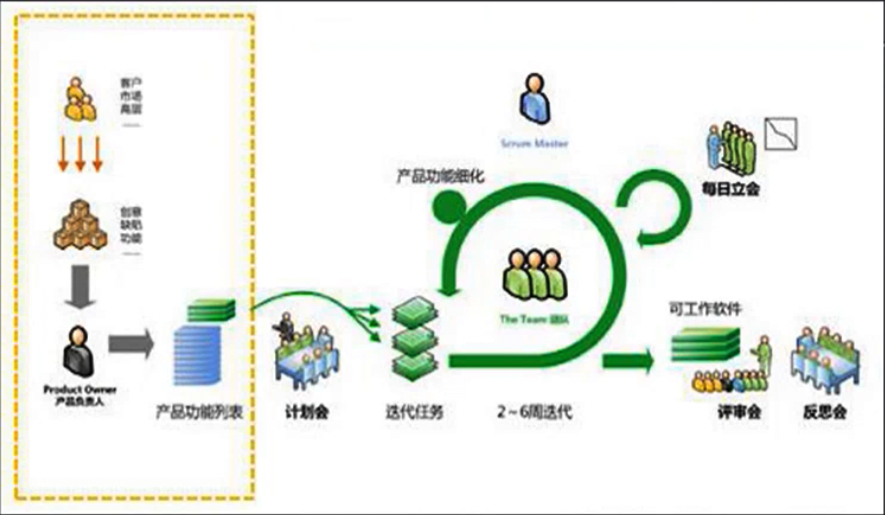 客户
市场
高层
创意
缺陷
功能
Product Owner
产品负责人
产品功能列表
计划会
迭代任务
2～6周迭代
产品功能细化
Scrum Master
The Team 团队
每日立会
可工作软件
评审会
反思会